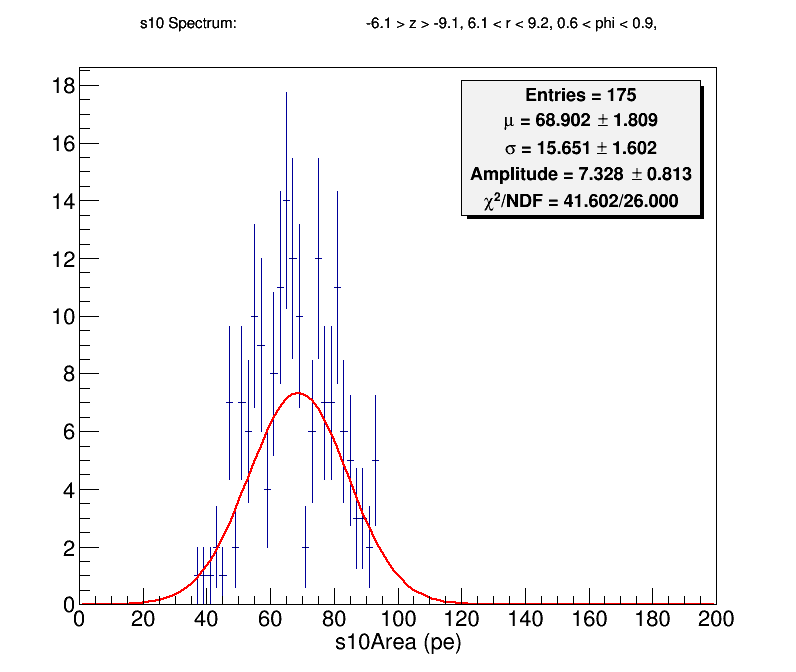 s10 Spectrum: -6.1 > z > -9.1, 6.1 < r < 9.2, 0.6 < phi < 0.9,
Entries = 175
μ = 68.902 ± 1.809
σ = 15.651 ± 1.602
Amplitude = 7.328 ± 0.813
χ²/NDF = 41.602/26.000
18
16
14
12
10
8
6
4
2
0
0 20 40 60 80 100 120 140 160 180 200
s10Area (pe)